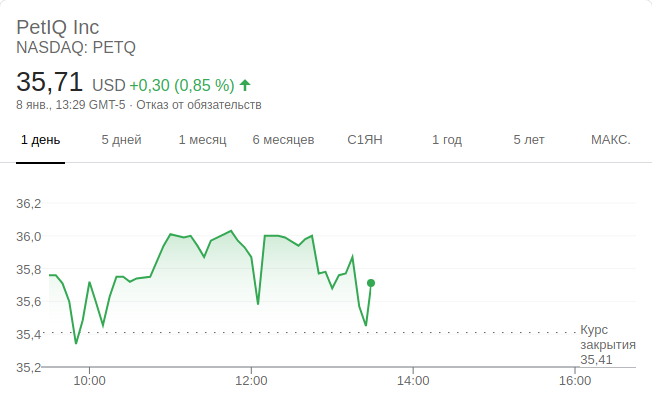 PetIQ Inc
NASDAQ: PETQ
35,71 USD +0,30 (0,85 %)
8 янв., 13:29 GMT-5 · Отказ от обязательств
1 день 5 дней 1 месяц 6 месяцев С1ЯН 1 год 5 лет МАКС.
36,2
36,0
35,8
35,6
35,4
Курс
закрытия
35,41
35,2
10:00 12:00 14:00 16:00